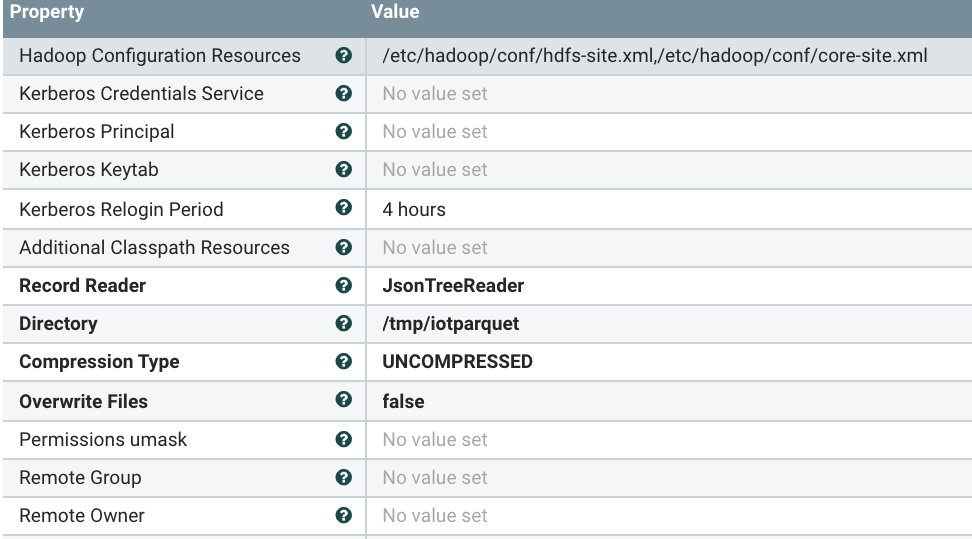 Property Value
Hadoop Configuration Resources ? /etc/hadoop/conf/hdfs-site.xml,/etc/hadoop/conf/core-site.xml
Kerberos Credentials Service ? No value set
Kerberos Principal ? No value set
Kerberos Keytab ? No value set
Kerberos Relogin Period ? 4 hours
Additional Classpath Resources ? No value set
Record Reader ? JsonTreeReader
Directory ? /tmp/iotparquet
Compression Type ? UNCOMPRESSED
Overwrite Files ? false
Permissions umask ? No value set
Remote Group ? No value set
Remote Owner ? No value set